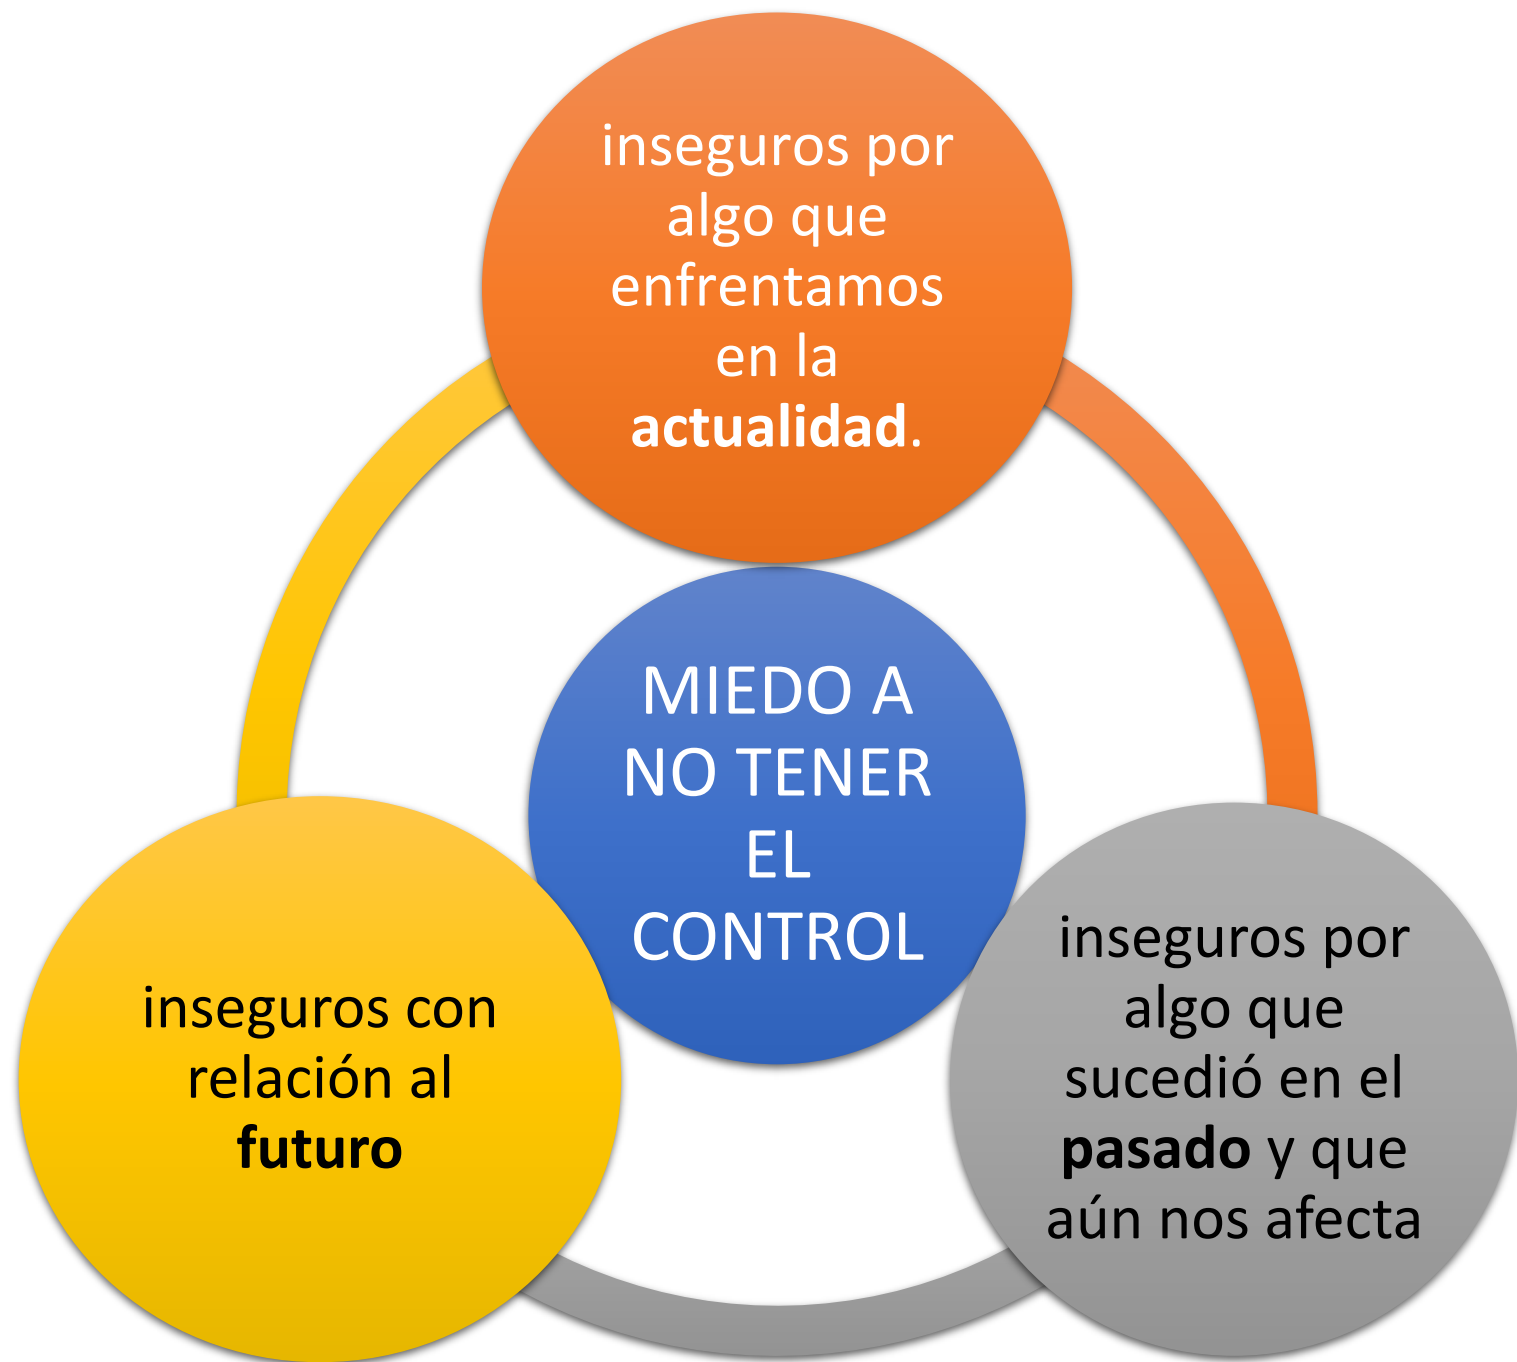 inseguros por
algo que
enfrentamos
en la
actualidad.
MIEDO A
NO TENER
EL
CONTROL
inseguros por
algo que
sucedió en el
pasado y que
aún nos afecta
inseguros con
relación al
futuro